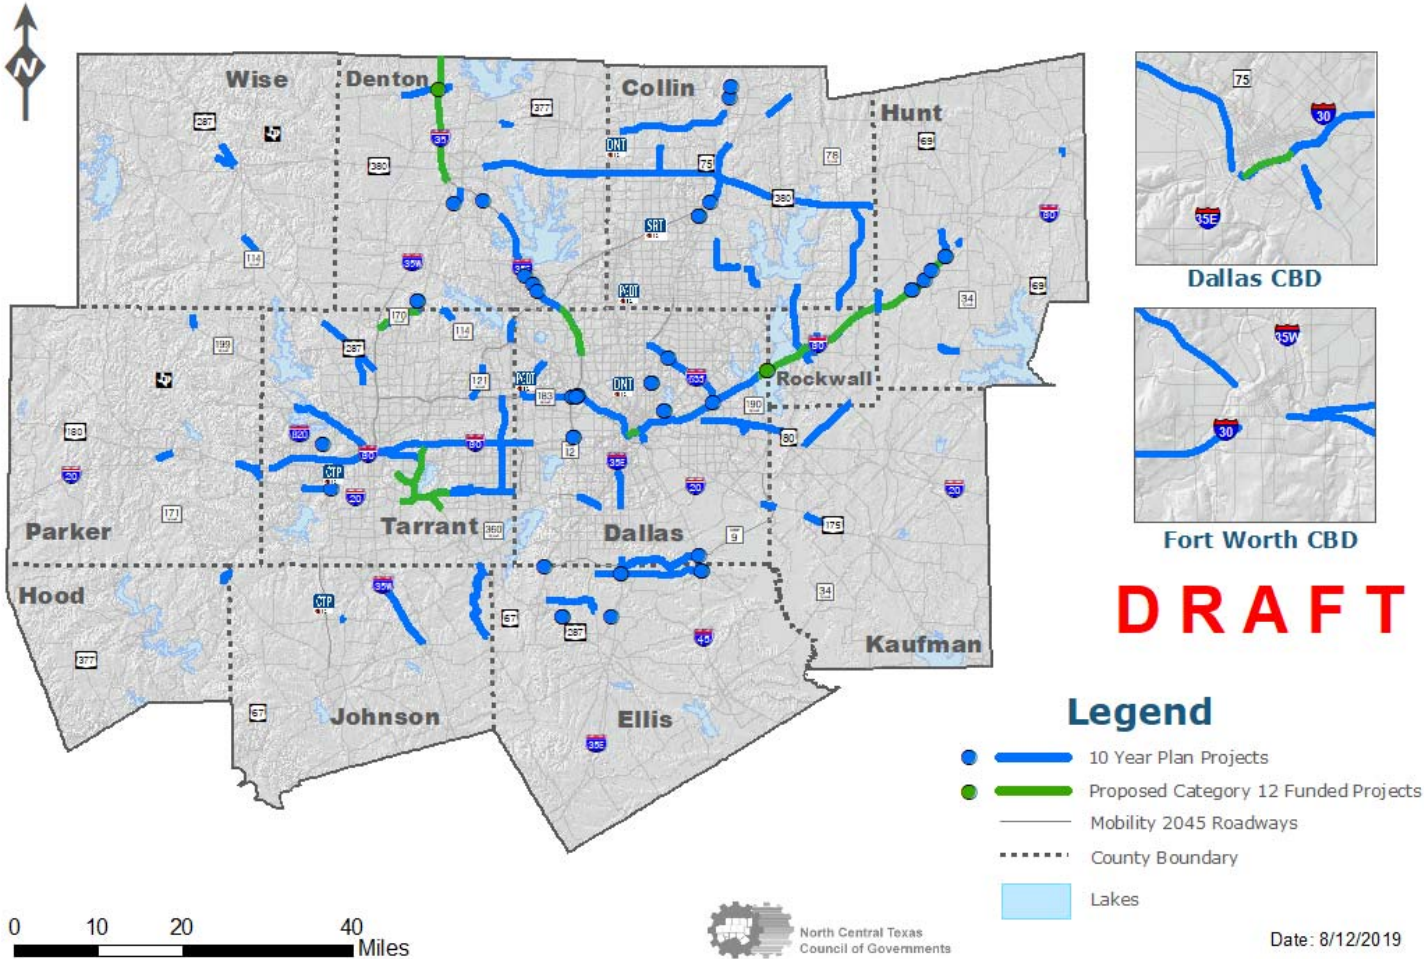 N
Wise
Denton
Collin
Hunt
287
377
380
35
DNT
75
78
69
380
SRT
80
114
35W
35E
PGBT
34
69
170
114
199
287
121
PGBT
183
DNT
635
80
Rockwall
190
180
820
80
80
12
80
20
CTP
20
35E
20
20
171
Parker
Tarrant
360
Dallas
9
175
Hood
35W
CTP
67
287
45
34
Kaufman
377
67
Johnson
Ellis
35E
75
30
35E
Dallas CBD
35W
30
Fort Worth CBD
DRAFT
Legend
10 Year Plan Projects
Proposed Category 12 Funded Projects
Mobility 2045 Roadways
County Boundary
Lakes
0 10 20 40
Miles
North Central Texas
Council of Governments
Date: 8/12/2019